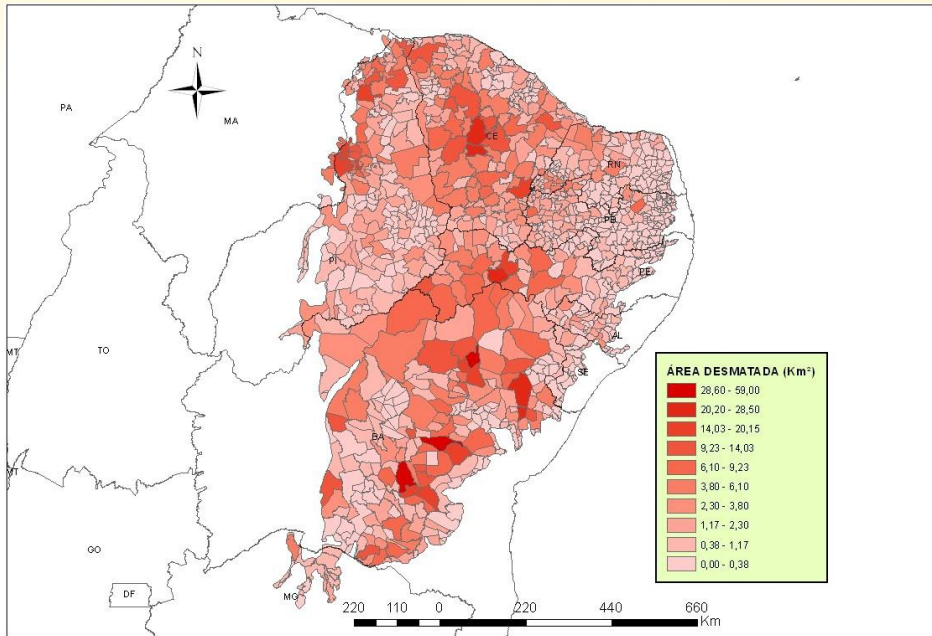 N
PA
MA
CE
RN
PB
PI
PE
TO
MT
AL
SE
BA
MT
GO
DF
MG
ÁREA DESMATADA (Km²)
28,60 - 59,00
20,20 - 28,50
14,03 - 20,15
9,23 - 14,03
6,10 - 9,23
3,80 - 6,10
2,30 - 3,80
1,17 - 2,30
0,38 - 1,17
0,00 - 0,38
220 110 0 220 440 660
Km